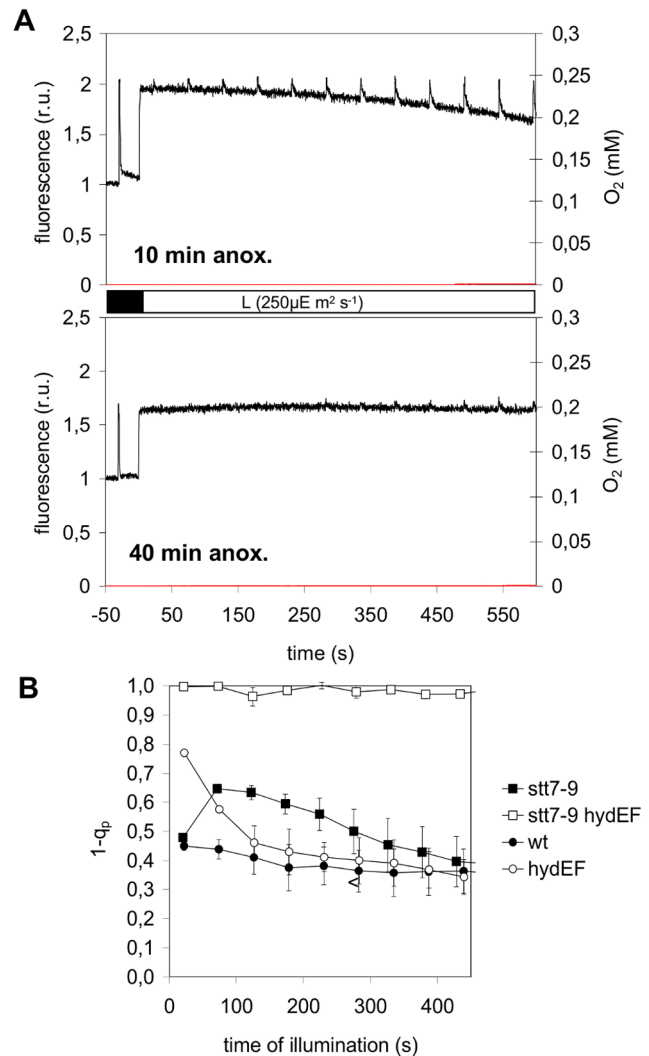 A
fluorescence (r.u.)
2,5
2
1,5
1
0,5
0
10 min anox.
0,3
0,25
0,2
0,15
0,1
0,05
0
O₂ (mM)
L (250µE m² s⁻¹)
fluorescence (r.u.)
2,5
2
1,5
1
0,5
0
40 min anox.
0,3
0,25
0,2
0,15
0,1
0,05
0
O₂ (mM)
-50 50 150 250 350 450 550
time (s)
B
1-qₚ
1,0
0,9
0,8
0,7
0,6
0,5
0,4
0,3
0,2
0,1
0,0
<
0 100 200 300 400
time of illumination (s)
stt7-9
stt7-9 hydEF
wt
hydEF